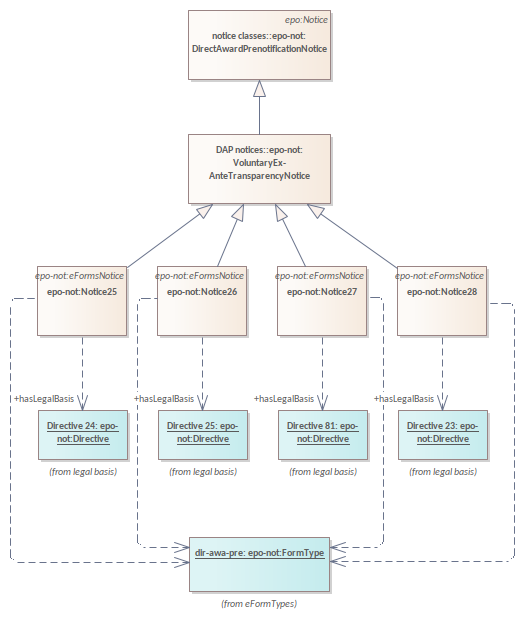 epo:Notice
notice classes::epo-not:
DirectAwardPrenotificationNotice
DAP notices::epo-not:
VoluntaryEx-
AnteTransparencyNotice
epo-not:eFormsNotice
epo-not:Notice25
epo-not:eFormsNotice
epo-not:Notice26
epo-not:eFormsNotice
epo-not:Notice27
epo-not:eFormsNotice
epo-not:Notice28
+hasLegalBasis
+hasLegalBasis
+hasLegalBasis
+hasLegalBasis
Directive 24: epo-
not:Directive
(from legal basis)
Directive 25: epo-
not:Directive
(from legal basis)
Directive 81: epo-
not:Directive
(from legal basis)
Directive 23: epo-
not:Directive
(from legal basis)
dir-awa-pre: epo-not:FormType
(from eFormTypes)